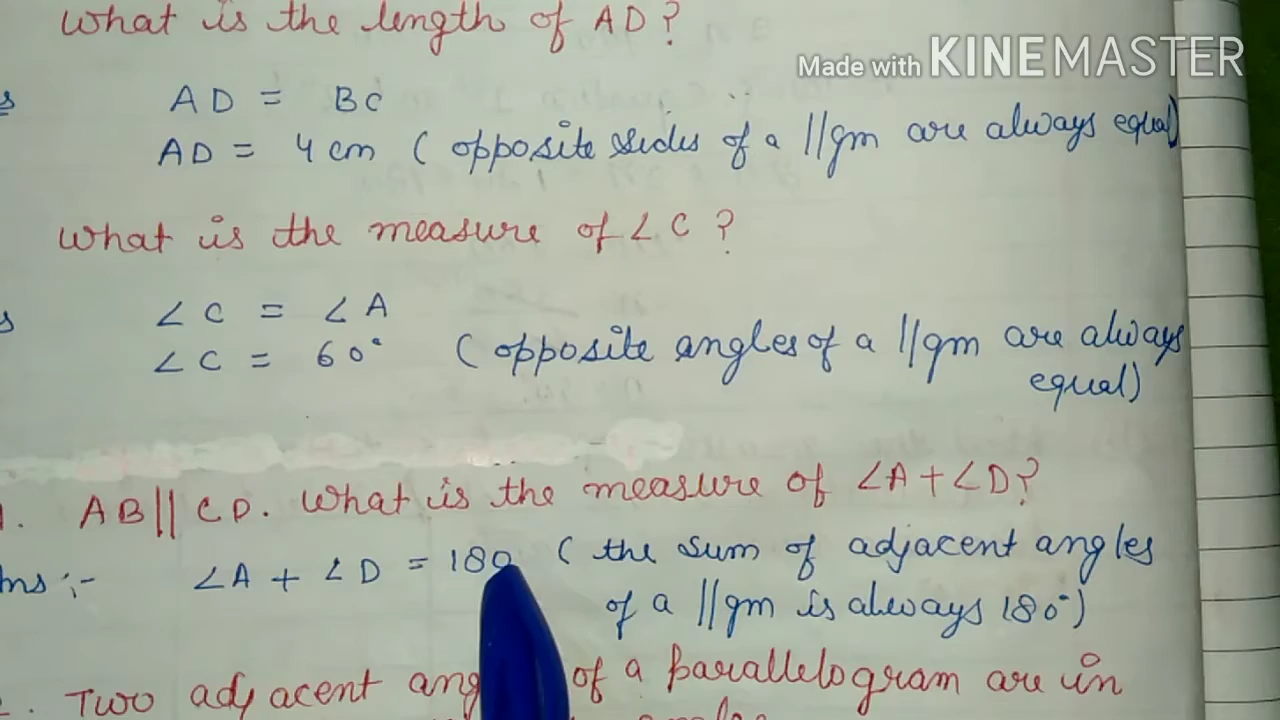 What is the length of AD?
Made with KINEMASTER
s AD = BC
AD = 4 cm ( opposite sides of a ||gm are always equal)
What is the measure of ∠C?
s ∠C = ∠A
∠C = 60° (opposite angles of a ||gm are always
equal)
1. AB||CD. What is the measure of ∠A+∠D?
Ans :- ∠A + ∠D = 180 ( the sum of adjacent angles
of a ||gm is always 180°)
Two adjacent ang of a parallelogram are in